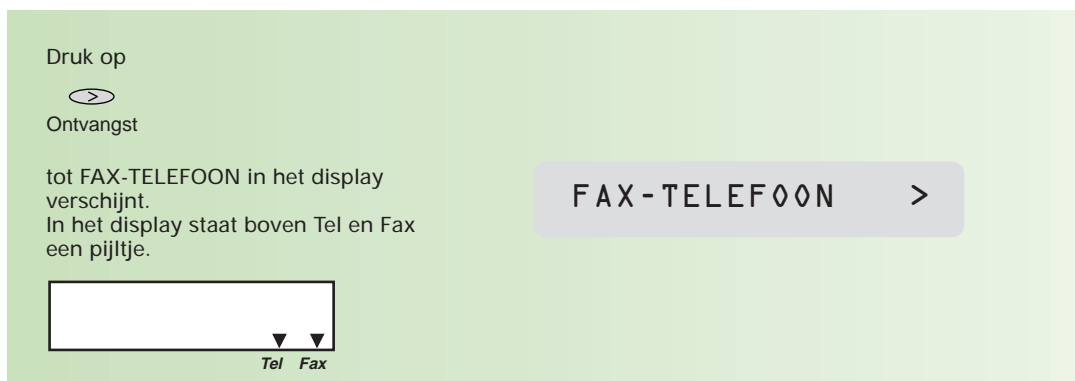 Druk op
>
Ontvangst
tot FAX-TELEFOON in het display
verschijnt.
In het display staat boven Tel en Fax
een pijltje.
FAX-TELEFOON >
Tel Fax